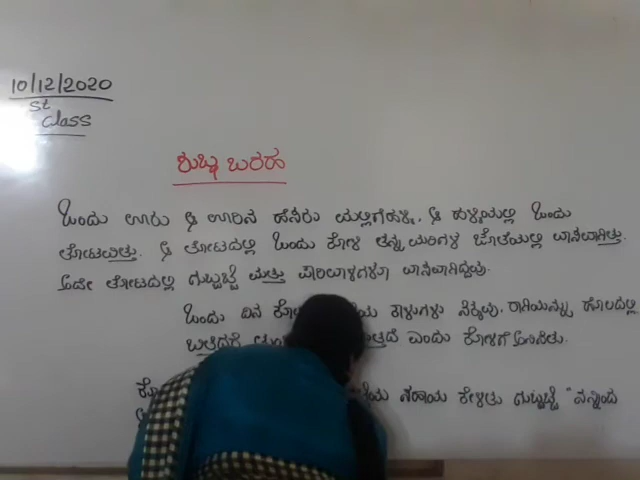 10/12/2020
st
class
ಶುಬ್ಧ ಬರಹ
ಒಂದು ಊರು ಆ ಊರಿನ ಹೆಸರು ಮಲ್ಲಿಗೆಹಳ್ಳಿ. ಆ ಹಳ್ಳಿಯಲ್ಲಿ ಒಂದು
ತೋಟವಿತ್ತು. ಆ ತೋಟದಲ್ಲಿ ಒಂದು ಕೋಳಿ ತನ್ನ ಮರಿಗಳ ಜೊತೆಯಲ್ಲಿ ವಾಸವಾಗಿತ್ತು.
ಅದೇ ತೋಟದಲ್ಲಿ ಗುಬ್ಬಚ್ಚಿ ಮತ್ತು ಪಾರಿವಾಳಗಳೂ ವಾಸವಾಗಿದ್ದವು.
ಒಂದು ದಿನ ರಾಗಿಯ ಕಾಳುಗಳು ಸಿಕ್ಕವು. ರಾಗಿಯನ್ನು ಹೊಲದಲ್ಲಿ
ಬಿತ್ತಿದರೆ ಎಂದು ಕೋಳಿಗೆ ಅನಿಸಿತು.
ಸಹಾಯ ಕೇಳಿತು ಗುಬ್ಬಚ್ಚಿ "ನನ್ನಿಂದ